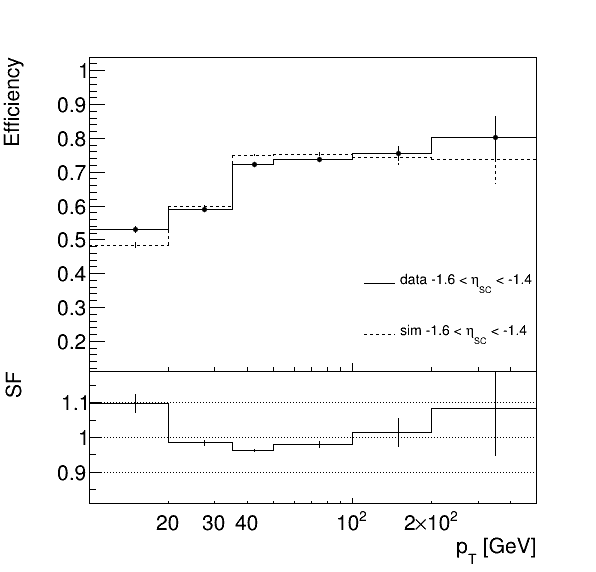 Efficiency
1
0.9
0.8
0.7
0.6
0.5
0.4
0.3
0.2
data -1.6 < η_SC < -1.4
sim -1.6 < η_SC < -1.4
SF
1.1
1
0.9
20 30 40 10² 2×10²
p_T [GeV]